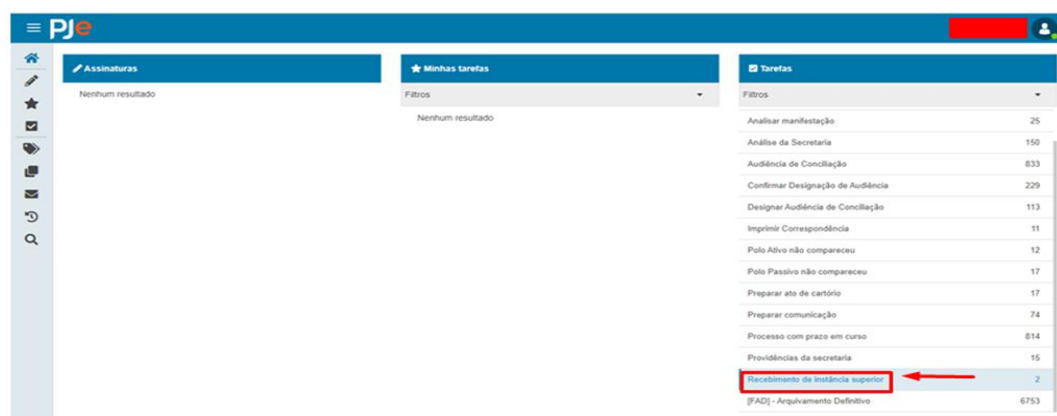 PJe
Assinaturas
Nenhum resultado
Minhas tarefas
Filtros
Nenhum resultado
Tarefas
Filtros
Analisar manifestação 25
Análise da Secretaria 150
Audiência de Conciliação 833
Confirmar Designação de Audiência 229
Designar Audiência de Conciliação 113
Imprimir Correspondência 11
Polo Ativo não compareceu 12
Polo Passivo não compareceu 17
Preparar ato de cartório 17
Preparar comunicação 74
Processo com prazo em curso 814
Providências da secretaria 15
Recebimento de instância superior 2
[FAD] - Arquivamento Definitivo 6753